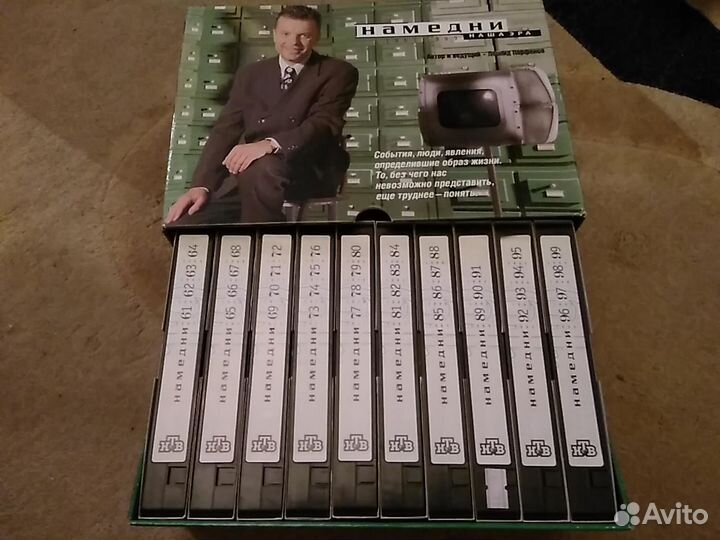 намедни
НАША ЭРА
Автор и ведущий – Леонид Парфенов
События, люди, явления,
определившие образ жизни.
То, без чего нас
невозможно представить,
еще труднее – понять.
намедни:61:62:63:64
НТВ
намедни:65:66:67:68
НТВ
намедни:69:70:71:72
НТВ
намедни:73:74:75:76
НТВ
намедни:77:78:79:80
НТВ
намедни:81:82:83:84
НТВ
намедни:85:86:87:88
НТВ
намедни:89:90:91
НТВ
намедни:92:93:94:95
НТВ
намедни:96:97:98:99
НТВ
Avito